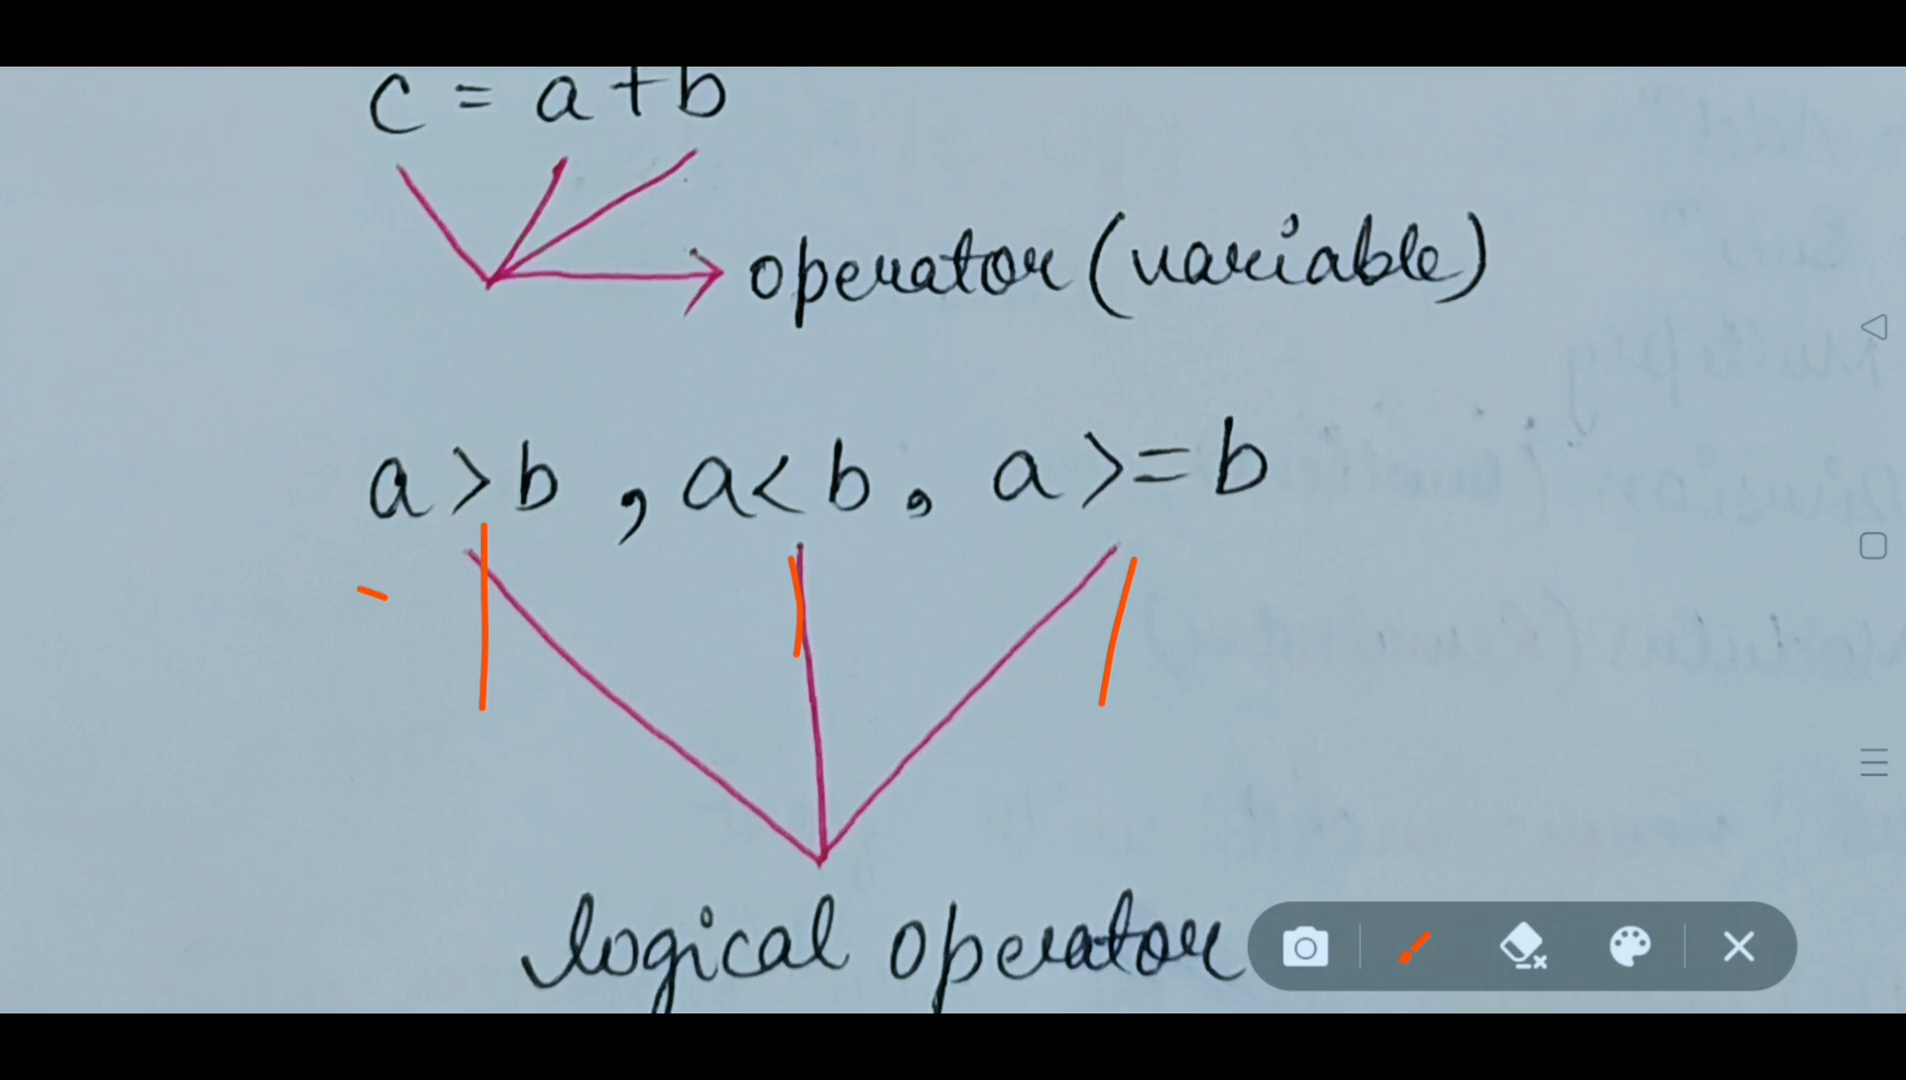 c = a+b
operator (variable)
a>b , a<b , a>=b
logical operator